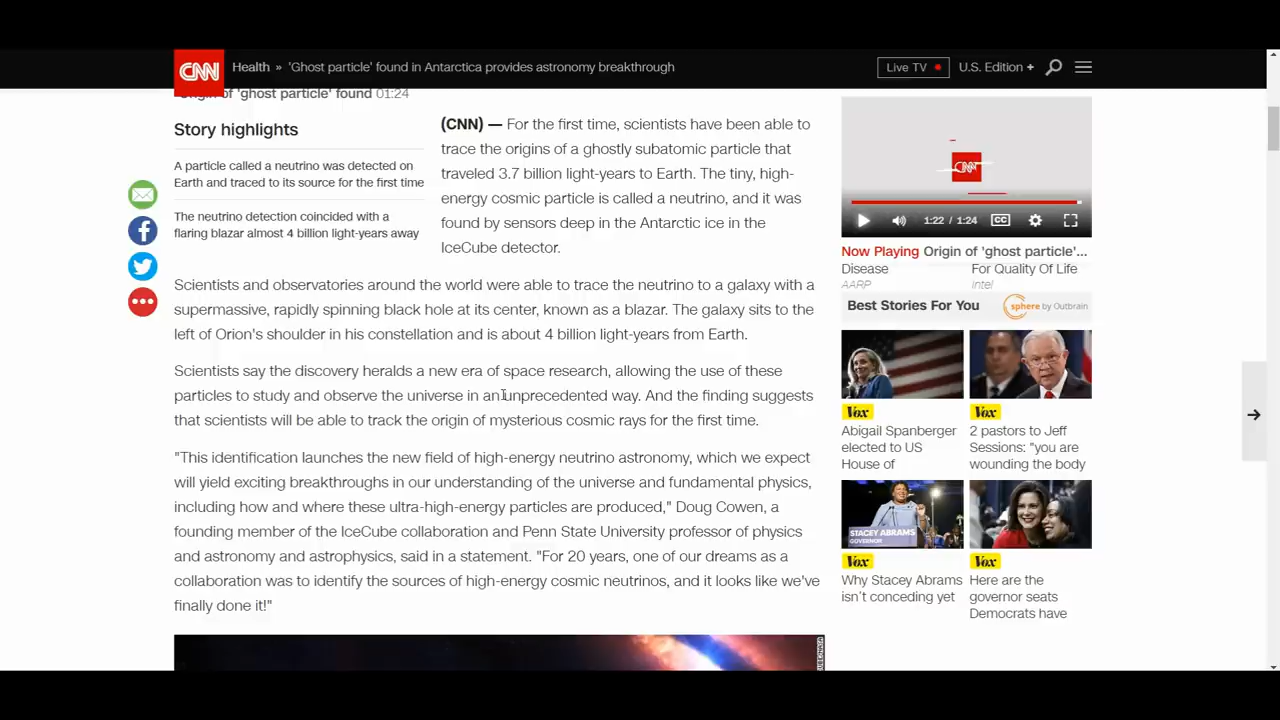 CNN
Health » 'Ghost particle' found in Antarctica provides astronomy breakthrough
Live TV
U.S. Edition +
Origin of 'ghost particle' found 01:24
Story highlights
A particle called a neutrino was detected on
Earth and traced to its source for the first time
The neutrino detection coincided with a
flaring blazar almost 4 billion light-years away
(CNN) — For the first time, scientists have been able to
trace the origins of a ghostly subatomic particle that
traveled 3.7 billion light-years to Earth. The tiny, high-
energy cosmic particle is called a neutrino, and it was
found by sensors deep in the Antarctic ice in the
IceCube detector.
Scientists and observatories around the world were able to trace the neutrino to a galaxy with a
supermassive, rapidly spinning black hole at its center, known as a blazar. The galaxy sits to the
left of Orion's shoulder in his constellation and is about 4 billion light-years from Earth.
Scientists say the discovery heralds a new era of space research, allowing the use of these
particles to study and observe the universe in an unprecedented way. And the finding suggests
that scientists will be able to track the origin of mysterious cosmic rays for the first time.
"This identification launches the new field of high-energy neutrino astronomy, which we expect
will yield exciting breakthroughs in our understanding of the universe and fundamental physics,
including how and where these ultra-high-energy particles are produced," Doug Cowen, a
founding member of the IceCube collaboration and Penn State University professor of physics
and astronomy and astrophysics, said in a statement. "For 20 years, one of our dreams as a
collaboration was to identify the sources of high-energy cosmic neutrinos, and it looks like we've
finally done it!"
CNN
1:22 / 1:24
CC
Now Playing Origin of 'ghost particle'...
Disease
AARP
For Quality Of Life
Intel
Best Stories For You
sphere by Outbrain
Vox
Abigail Spanberger
elected to US
House of
Vox
2 pastors to Jeff
Sessions: "you are
wounding the body
STACEY ABRAMS
GOVERNOR
Vox
Why Stacey Abrams
isn't conceding yet
Vox
Here are the
governor seats
Democrats have